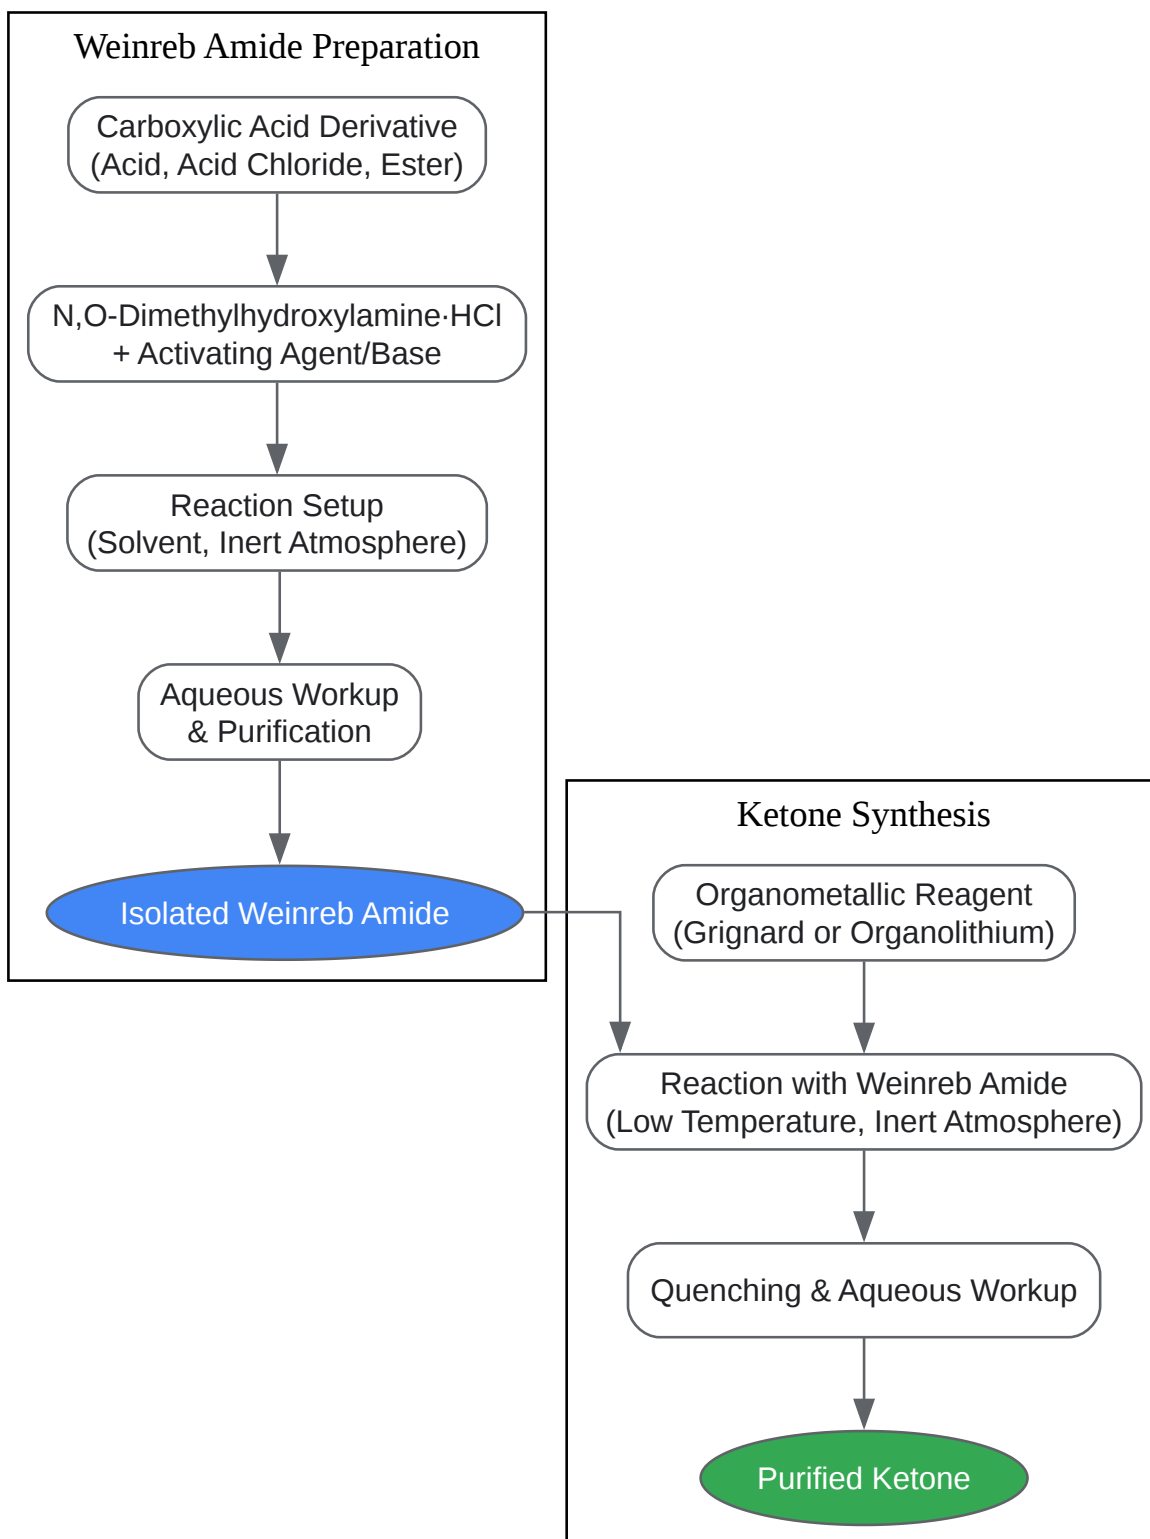 Weinreb Amide Preparation
Carboxylic Acid Derivative
(Acid, Acid Chloride, Ester)
N,O-Dimethylhydroxylamine·HCl
+ Activating Agent/Base
Reaction Setup
(Solvent, Inert Atmosphere)
Aqueous Workup
& Purification
Isolated Weinreb Amide
Ketone Synthesis
Organometallic Reagent
(Grignard or Organolithium)
Reaction with Weinreb Amide
(Low Temperature, Inert Atmosphere)
Quenching & Aqueous Workup
Purified Ketone